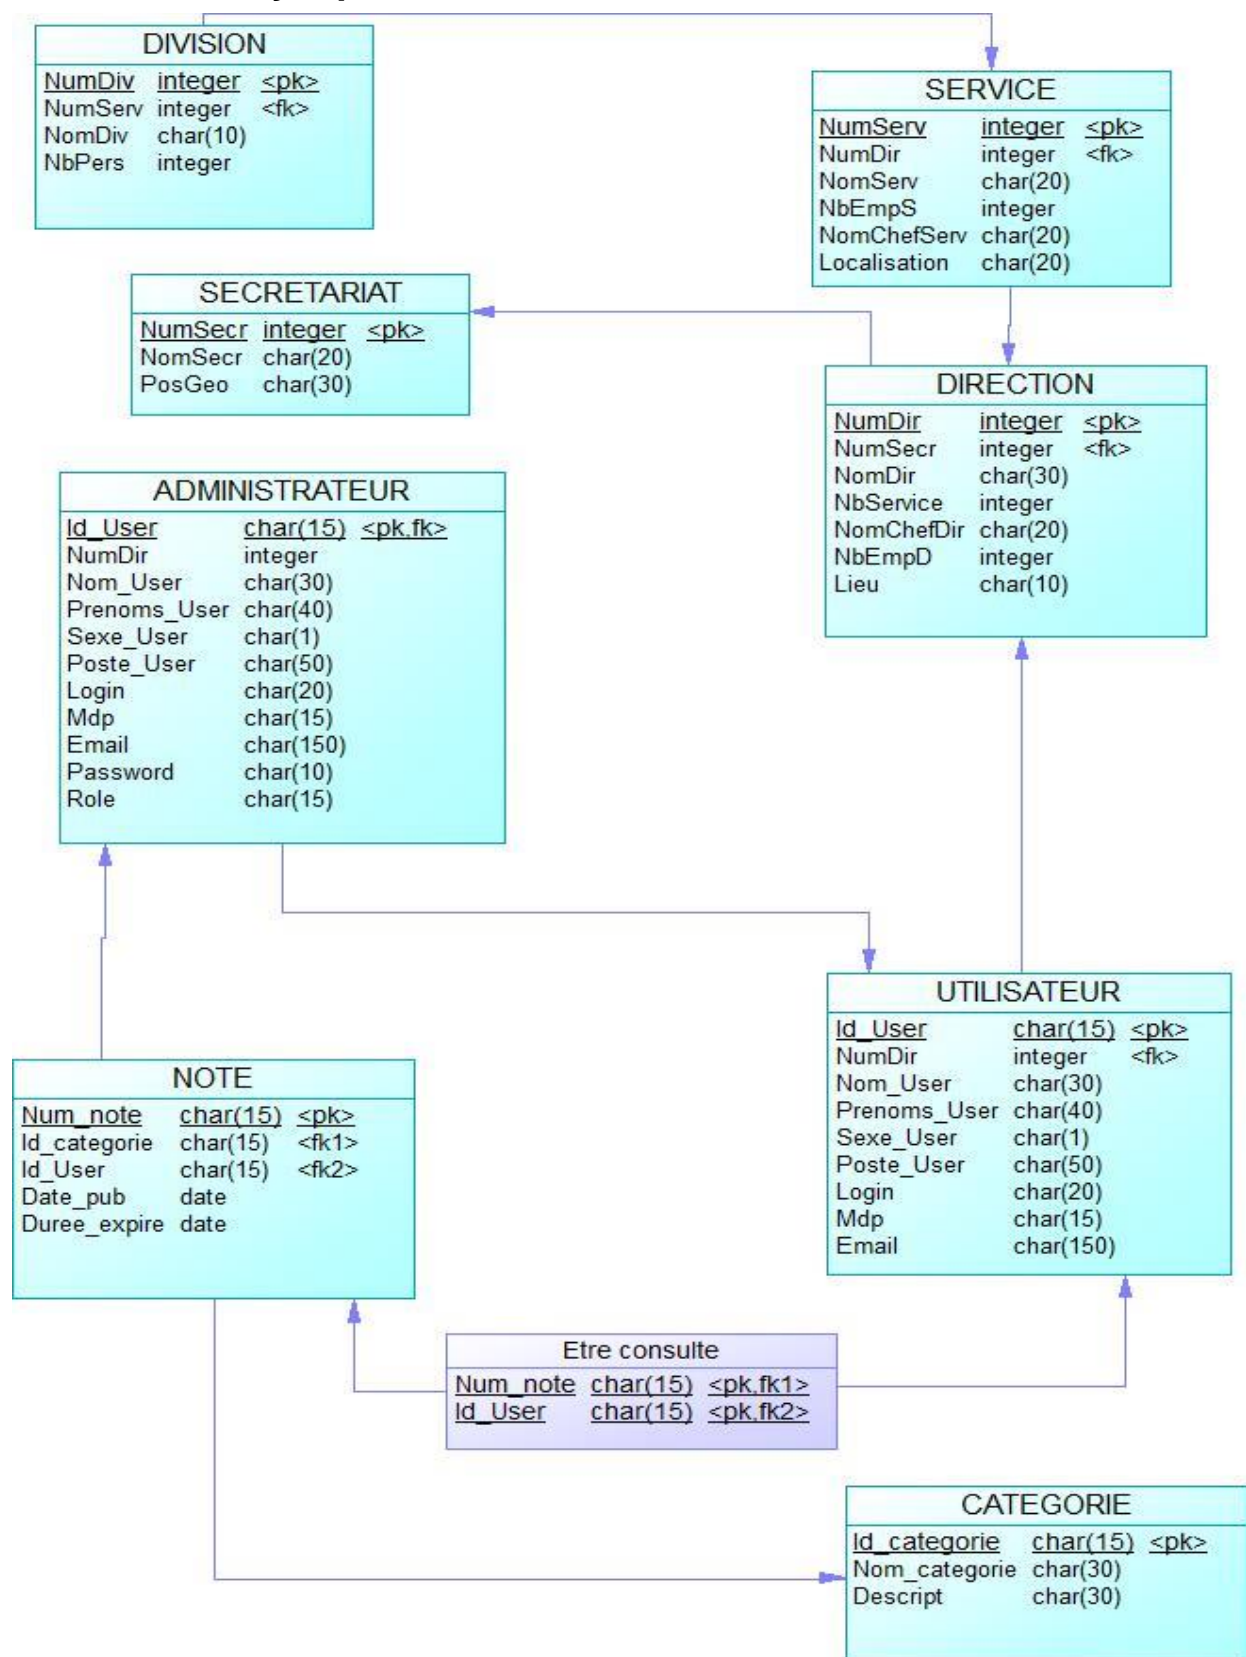 DIVISION
NumDiv integer <pk>
NumServ integer <fk>
NomDiv char(10)
NbPers integer
SERVICE
NumServ integer <pk>
NumDir integer <fk>
NomServ char(20)
NbEmpS integer
NomChefServ char(20)
Localisation char(20)
SECRETARIAT
NumSecr integer <pk>
NomSecr char(20)
PosGeo char(30)
DIRECTION
NumDir integer <pk>
NumSecr integer <fk>
NomDir char(30)
NbService integer
NomChefDir char(20)
NbEmpD integer
Lieu char(10)
ADMINISTRATEUR
Id_User char(15) <pk,fk>
NumDir integer
Nom_User char(30)
Prenoms_User char(40)
Sexe_User char(1)
Poste_User char(50)
Login char(20)
Mdp char(15)
Email char(150)
Password char(10)
Role char(15)
UTILISATEUR
Id_User char(15) <pk>
NumDir integer <fk>
Nom_User char(30)
Prenoms_User char(40)
Sexe_User char(1)
Poste_User char(50)
Login char(20)
Mdp char(15)
Email char(150)
NOTE
Num_note char(15) <pk>
Id_categorie char(15) <fk1>
Id_User char(15) <fk2>
Date_pub date
Duree_expire date
Etre consulte
Num_note char(15) <pk,fk1>
Id_User char(15) <pk,fk2>
CATEGORIE
Id_categorie char(15) <pk>
Nom_categorie char(30)
Descript char(30)